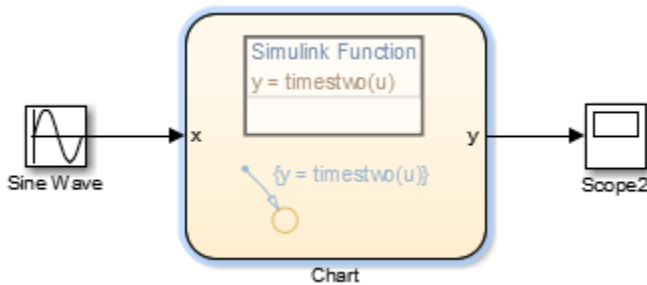 Simulink Function
y = timestwo(u)
x
y
{y = timestwo(u)}
Sine Wave
Scope2
Chart